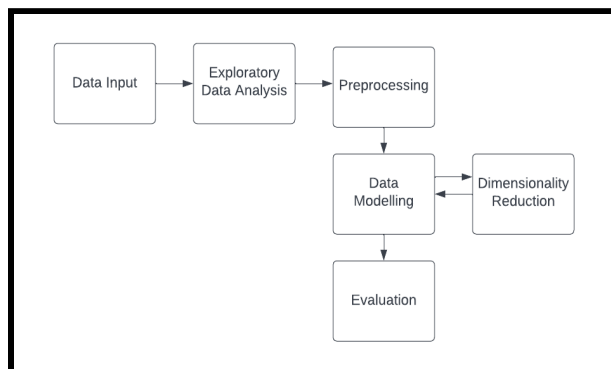 Data Input
Exploratory
Data Analysis
Preprocessing
Data
Modelling
Dimensionality
Reduction
Evaluation